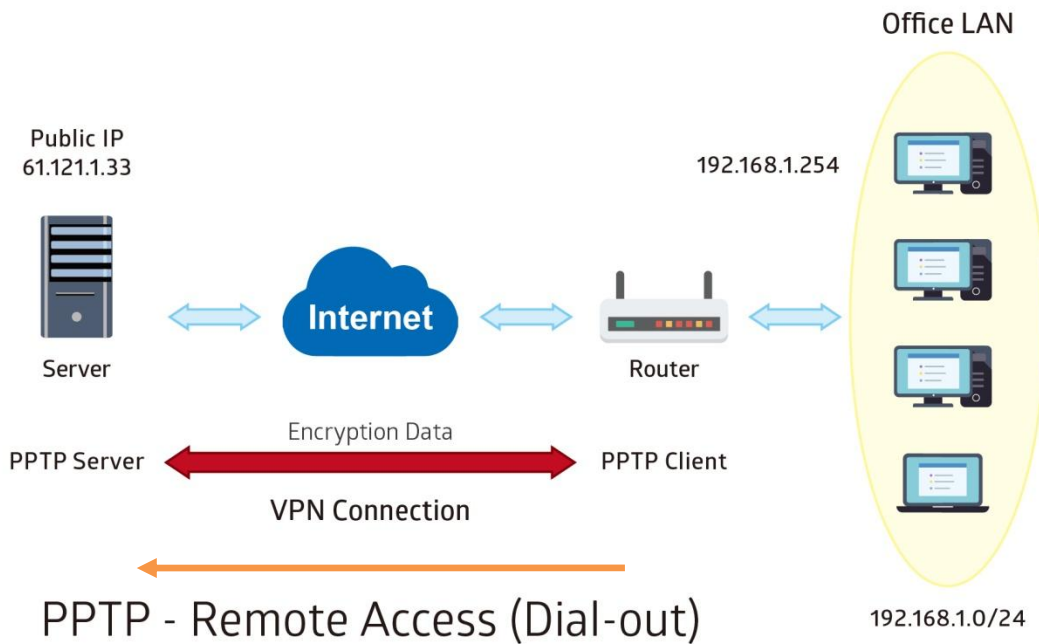 Office LAN
Public IP
61.121.1.33
192.168.1.254
Internet
Server
Router
Encryption Data
PPTP Server
PPTP Client
VPN Connection
PPTP - Remote Access (Dial-out)
192.168.1.0/24